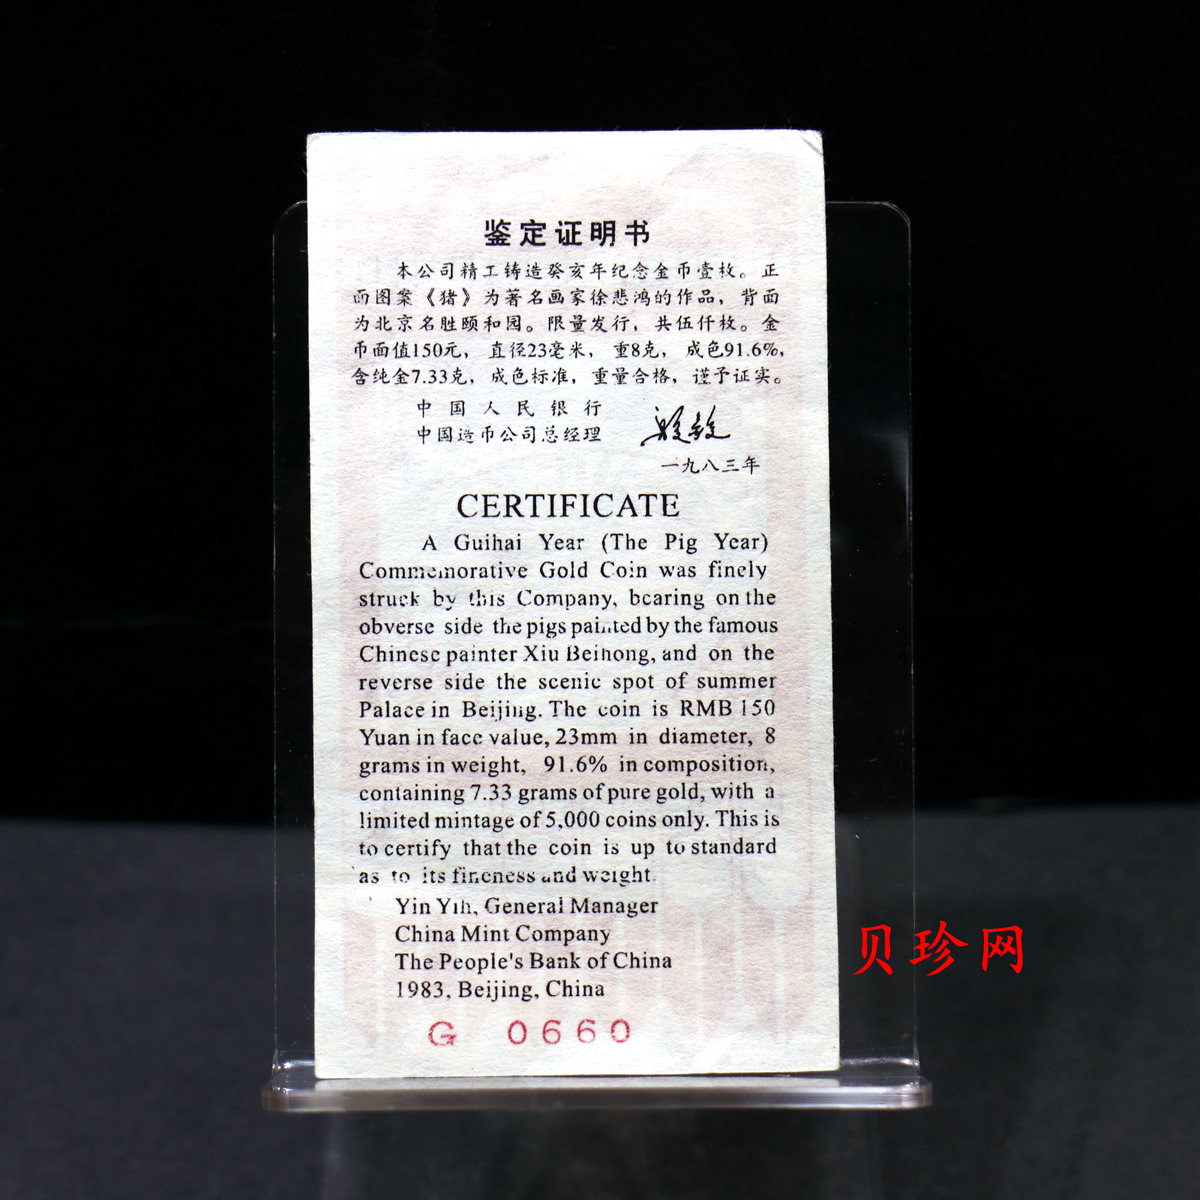 鉴定证明书
本公司精工铸造癸亥年纪念金币壹枚。正
面图案《猪》为著名画家徐悲鸿的作品，背面
为北京名胜颐和园。限量发行，共伍仟枚。金
币面值150元，直径23毫米，重8克，成色91.6%，
含纯金7.33克，成色标准，重量合格，谨予证实。
中国人民银行
中国造币公司总经理
一九八三年
CERTIFICATE
A Guihai Year (The Pig Year)
Commemorative Gold Coin was finely
struck by this Company, bearing on the
obverse side the pigs painted by the famous
Chinese painter Xiu Beihong, and on the
reverse side the scenic spot of summer
Palace in Beijing. The coin is RMB 150
Yuan in face value, 23mm in diameter, 8
grams in weight, 91.6% in composition,
containing 7.33 grams of pure gold, with a
limited mintage of 5,000 coins only. This is
to certify that the coin is up to standard
as to its fineness and weight.
Yin Yih, General Manager
China Mint Company
The People's Bank of China
1983, Beijing, China
G 0660
贝珍网